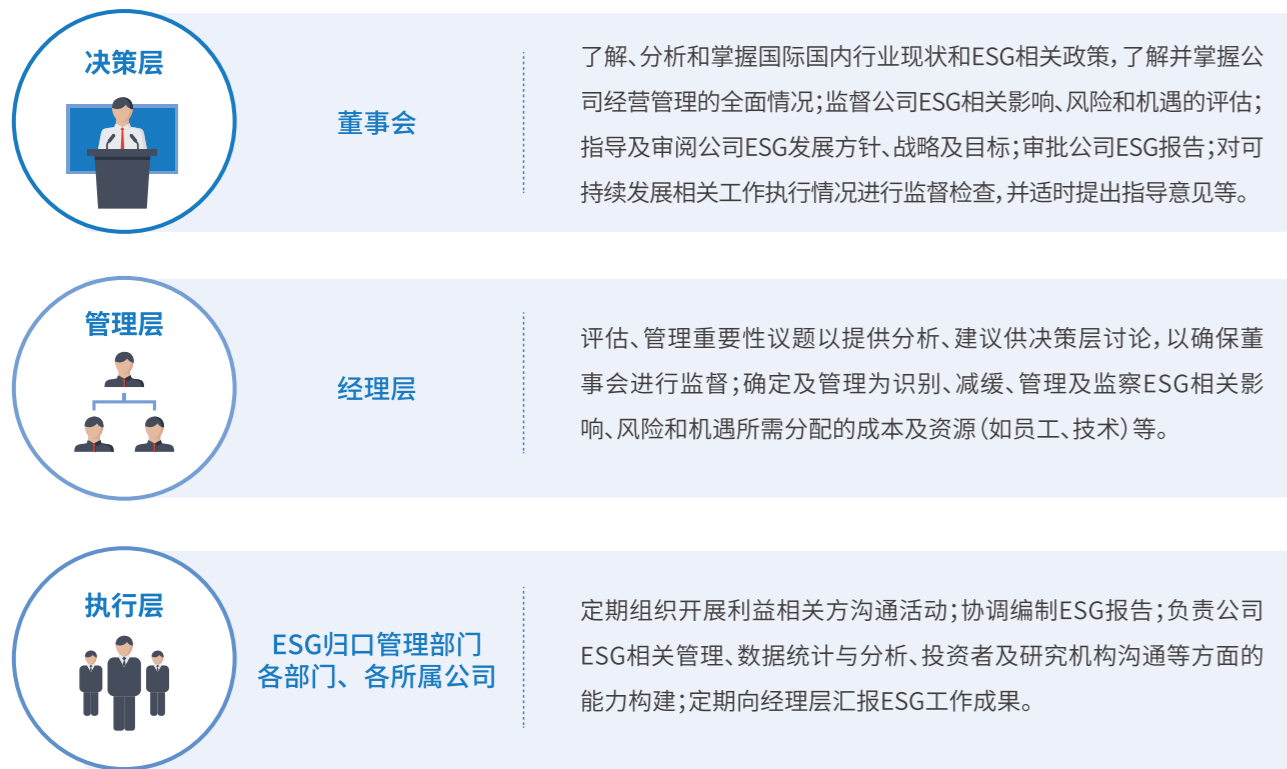 决策层
董事会
了解、分析和掌握国际国内行业现状和ESG相关政策,了解并掌握公
司经营管理的全面情况;监督公司ESG相关影响、风险和机遇的评估;
指导及审阅公司ESG发展方针、战略及目标;审批公司ESG报告;对可
持续发展相关工作执行情况进行监督检查,并适时提出指导意见等。
管理层
经理层
评估、管理重要性议题以提供分析、建议供决策层讨论,以确保董
事会进行监督;确定及管理为识别、减缓、管理及监察ESG相关影
响、风险和机遇所需分配的成本及资源(如员工、技术)等。
执行层
ESG归口管理部门
各部门、各所属公司
定期组织开展利益相关方沟通活动;协调编制ESG报告;负责公司
ESG相关管理、数据统计与分析、投资者及研究机构沟通等方面的
能力构建;定期向经理层汇报ESG工作成果。